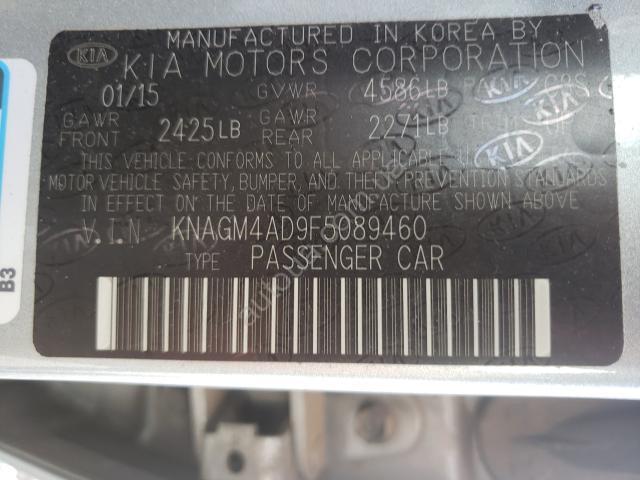 MANUFACTURED IN KOREA BY
KIA KIA MOTORS CORPORATION
01/15 GVWR 4586LB
GAWR FRONT 2425LB GAWR REAR 2271LB
THIS VEHICLE CONFORMS TO ALL APPLICABLE
MOTOR VEHICLE SAFETY, BUMPER, AND THEFT PREVENTION STANDARDS
IN EFFECT ON THE DATE OF MANUFACTURE SHOWN ABOVE
V.I.N. KNAGM4AD9F5089460
TYPE PASSENGER CAR
KIA
B3